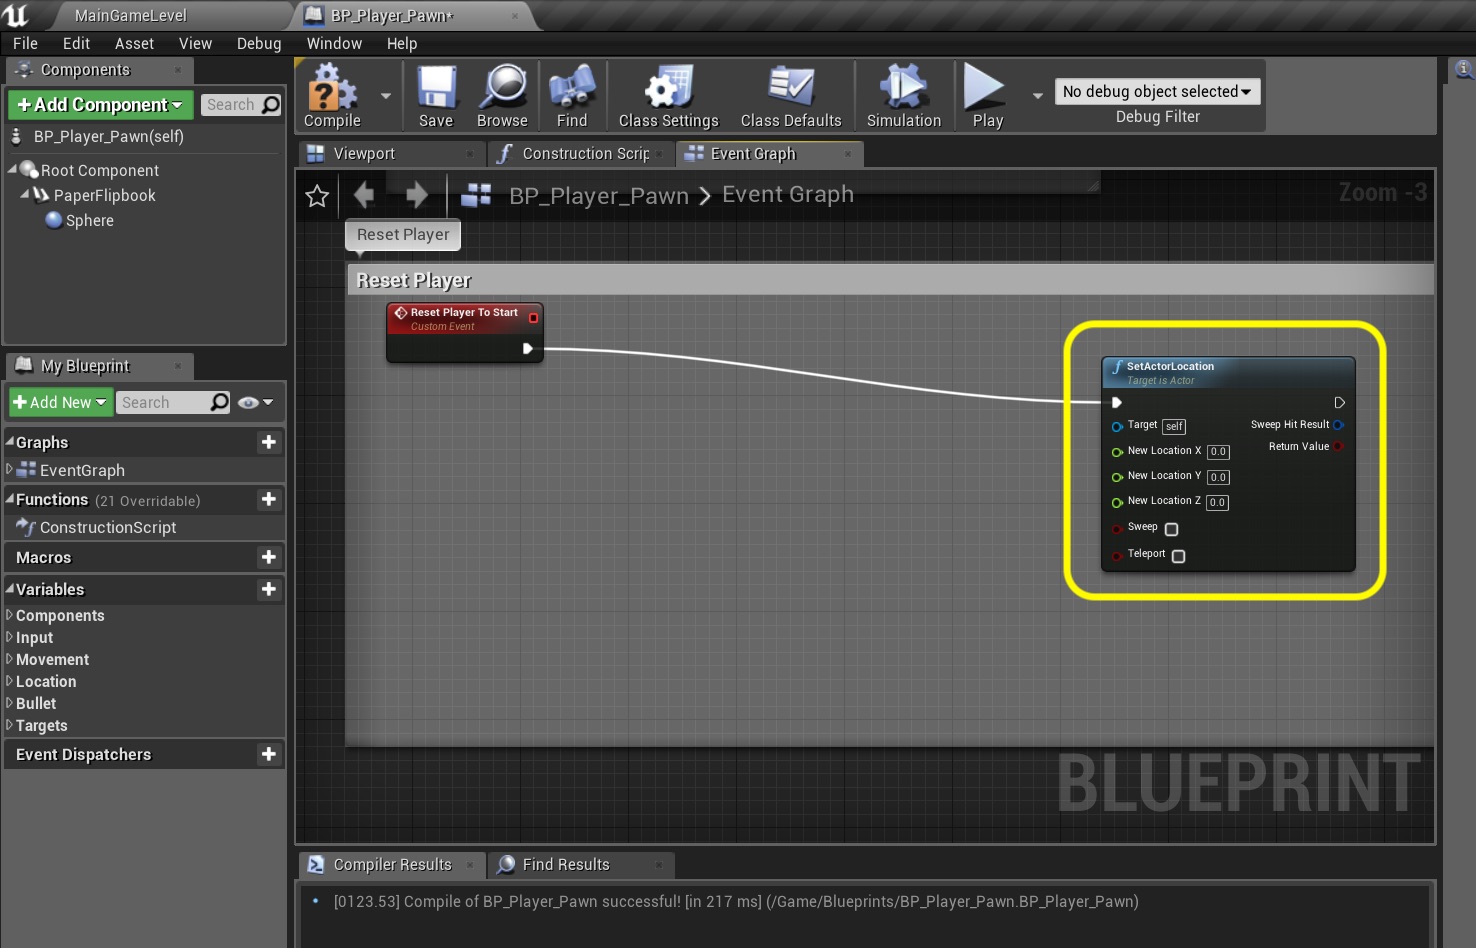 MainGameLevel
BP_Player_Pawn*
File Edit Asset View Debug Window Help
Components
+Add Component
Search
BP_Player_Pawn(self)
Root Component
PaperFlipbook
Sphere
Compile
Save
Browse
Find
Class Settings
Class Defaults
Simulation
Play
No debug object selected
Debug Filter
Viewport
Construction Scrip
Event Graph
BP_Player_Pawn > Event Graph
Zoom -3
Reset Player
Reset Player
Reset Player To Start
Custom Event
SetActorLocation
Target is Actor
Target self
Sweep Hit Result
New Location X 0.0
Return Value
New Location Y 0.0
New Location Z 0.0
Sweep
Teleport
BLUEPRINT
My Blueprint
+Add New
Search
Graphs
EventGraph
Functions (21 Overridable)
ConstructionScript
Macros
Variables
Components
Input
Movement
Location
Bullet
Targets
Event Dispatchers
Compiler Results
Find Results
[0123.53] Compile of BP_Player_Pawn successful! [in 217 ms] (/Game/Blueprints/BP_Player_Pawn.BP_Player_Pawn)